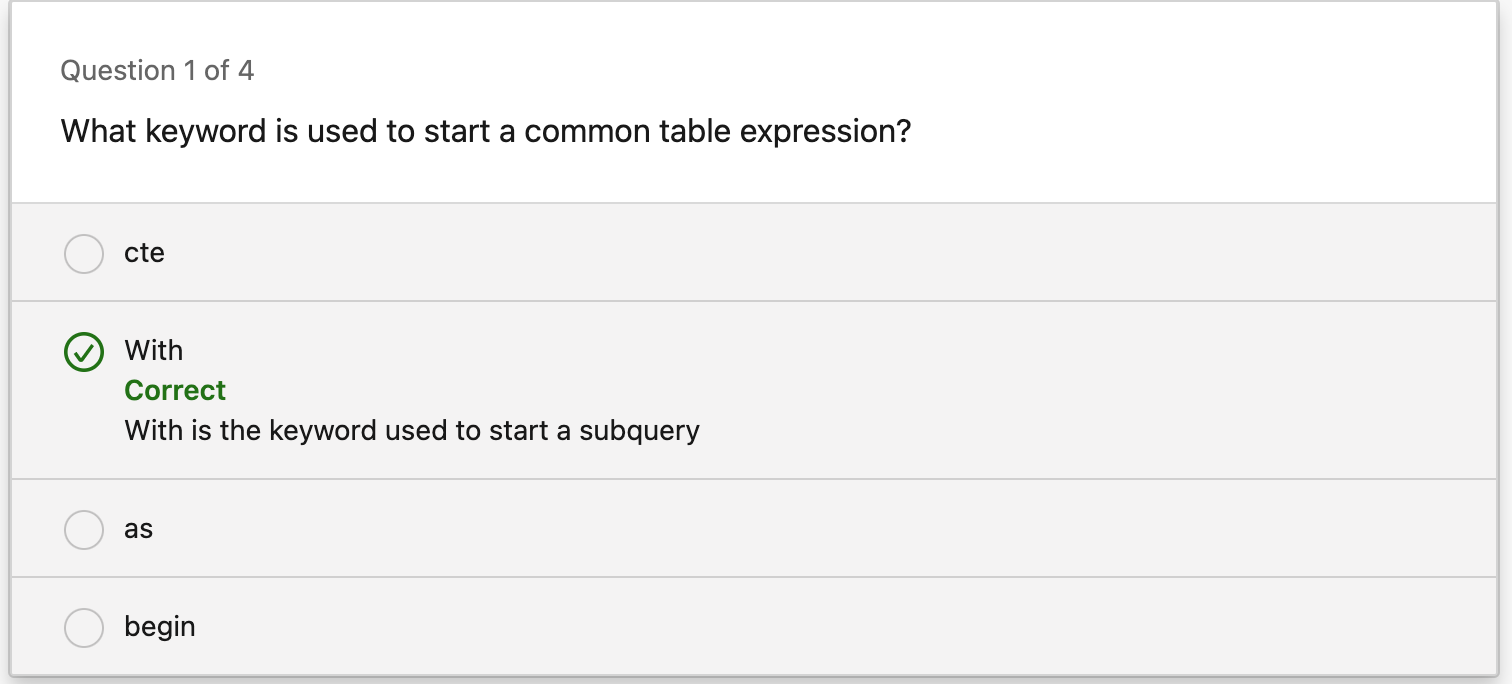 Question 1 of 4
What keyword is used to start a common table expression?
cte
With
Correct
With is the keyword used to start a subquery
as
begin